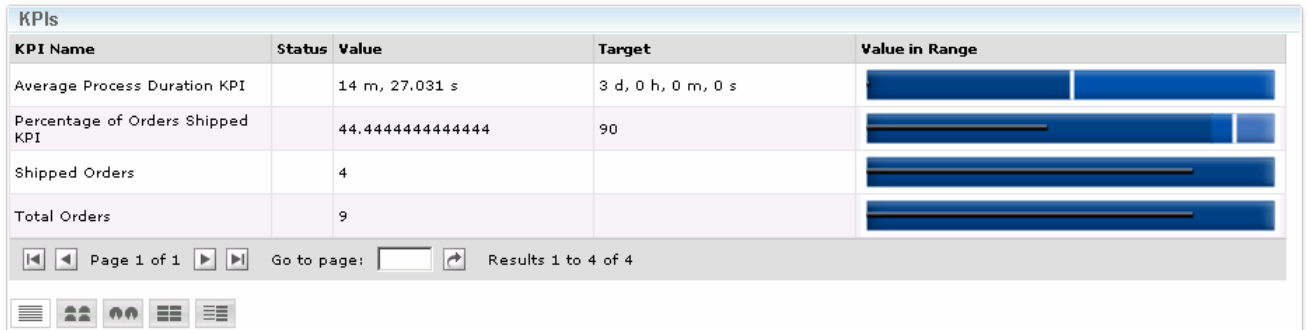 KPIs
KPI Name Status Value Target Value in Range
Average Process Duration KPI 14 m, 27.031 s 3 d, 0 h, 0 m, 0 s
Percentage of Orders Shipped
KPI 44.4444444444444 90
Shipped Orders 4
Total Orders 9
Page 1 of 1 Go to page: Results 1 to 4 of 4